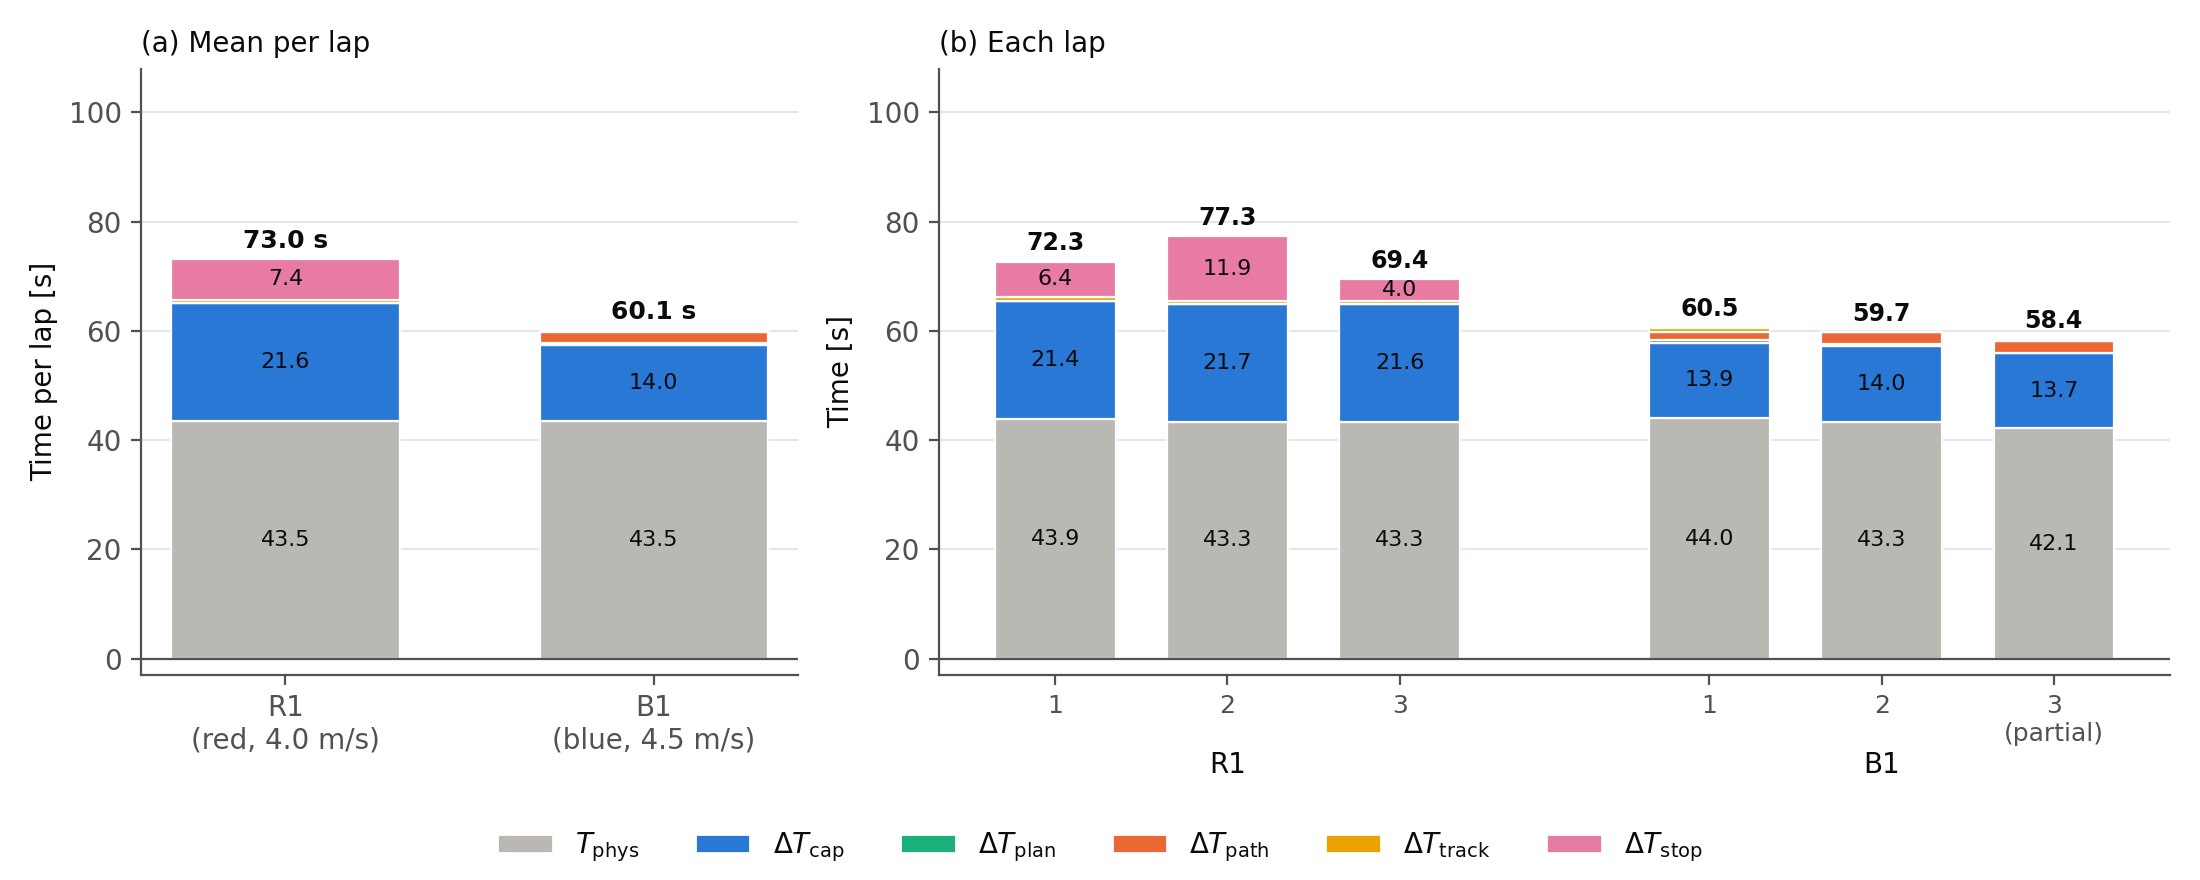 (a) Mean per lap
Time per lap [s]
100
80
60
40
20
0
73.0 s
7.4
21.6
43.5
60.1 s
14.0
43.5
R1
(red, 4.0 m/s)
B1
(blue, 4.5 m/s)
(b) Each lap
Time [s]
100
80
60
40
20
0
72.3
6.4
21.4
43.9
77.3
11.9
21.7
43.3
69.4
4.0
21.6
43.3
60.5
13.9
44.0
59.7
14.0
43.3
58.4
13.7
42.1
1
2
3
1
2
3
(partial)
R1
B1
T_phys
ΔT_cap
ΔT_plan
ΔT_path
ΔT_track
ΔT_stop